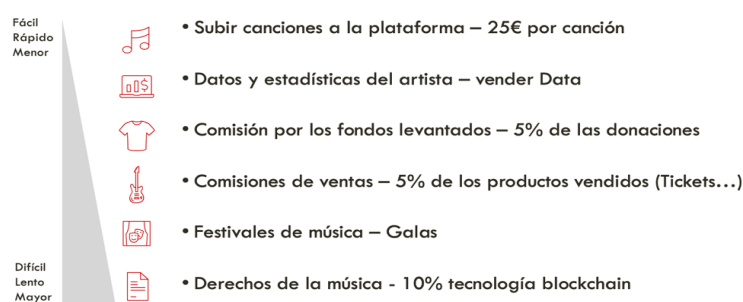 Fácil
Rápido
Menor
• Subir canciones a la plataforma – 25€ por canción
• Datos y estadísticas del artista – vender Data
• Comisión por los fondos levantados – 5% de las donaciones
• Comisiones de ventas – 5% de los productos vendidos (Tickets...)
• Festivales de música – Galas
• Derechos de la música - 10% tecnología blockchain
Difícil
Lento
Mayor